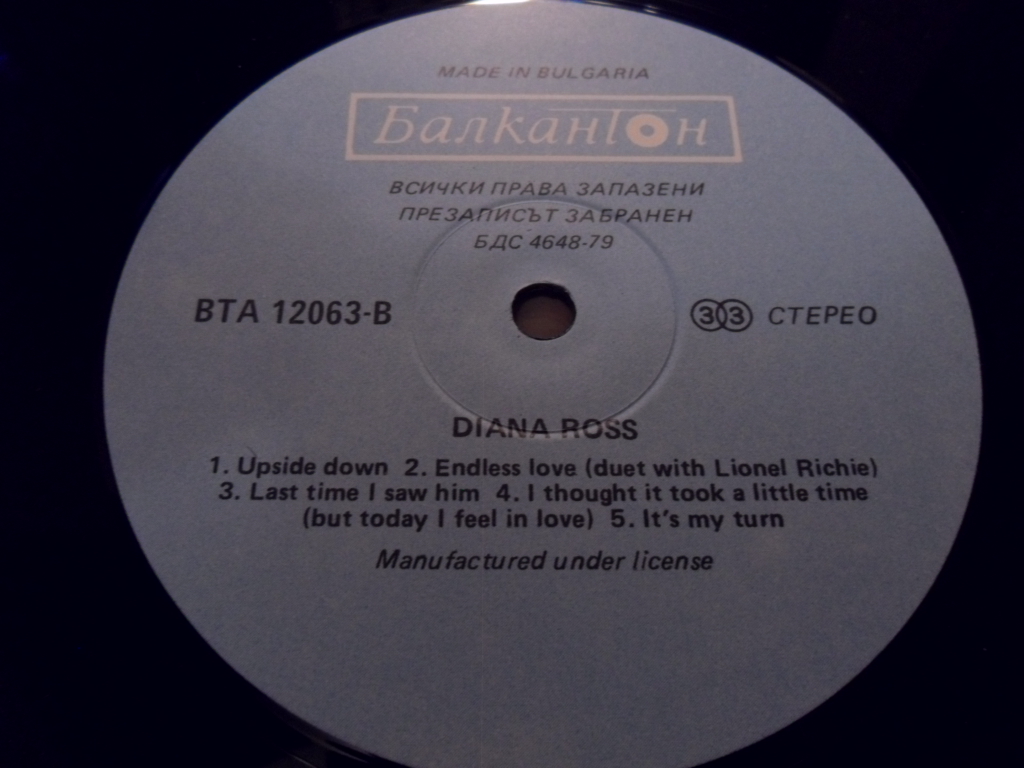 MADE IN BULGARIA
Балкантон
ВСИЧКИ ПРАВА ЗАПАЗЕНИ
ПРЕЗАПИСЪТ ЗАБРАНЕН
БДС 4648-79
ВТА 12063-В
33 СТЕРЕО
DIANA ROSS
1. Upside down 2. Endless love (duet with Lionel Richie)
3. Last time I saw him 4. I thought it took a little time
(but today I feel in love) 5. It's my turn
Manufactured under license